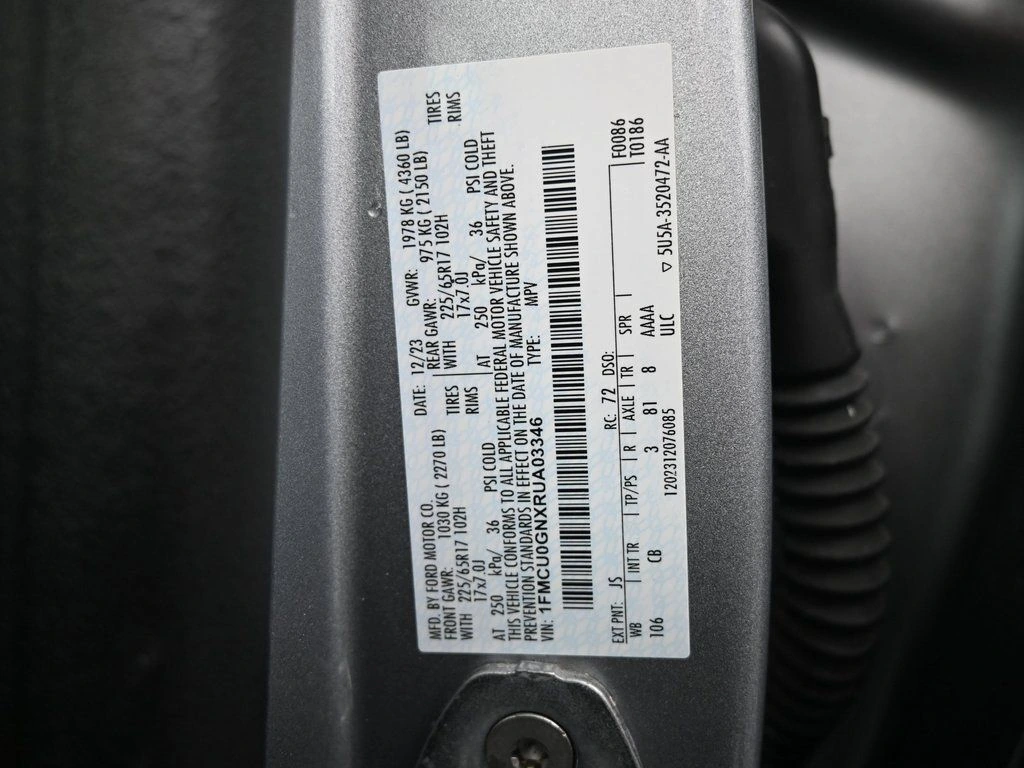 MFD. BY FORD MOTOR CO.
DATE: 12/23 GVWR: 1978 KG ( 4360 LB)
FRONT GAWR: 1030 KG ( 2270 LB) REAR GAWR: 975 KG ( 2150 LB)
WITH 225/65R17 102H TIRES WITH 225/65R17 102H TIRES
17x7.0J RIMS 17x7.0J RIMS
AT 250 kPa/ 36 PSI COLD AT 250 kPa/ 36 PSI COLD
THIS VEHICLE CONFORMS TO ALL APPLICABLE FEDERAL MOTOR VEHICLE SAFETY AND THEFT
PREVENTION STANDARDS IN EFFECT ON THE DATE OF MANUFACTURE SHOWN ABOVE.
VIN: 1FMCU0GNXRUA03346 TYPE: MPV
EXT PNT: JS RC: 72 DSO: F0086
WB INT TR TP/PS R AXLE TR SPR T0186
106 CB 3 81 8 AAAA
1202312076085 ULC ▽ 5U5A-3520472-AA